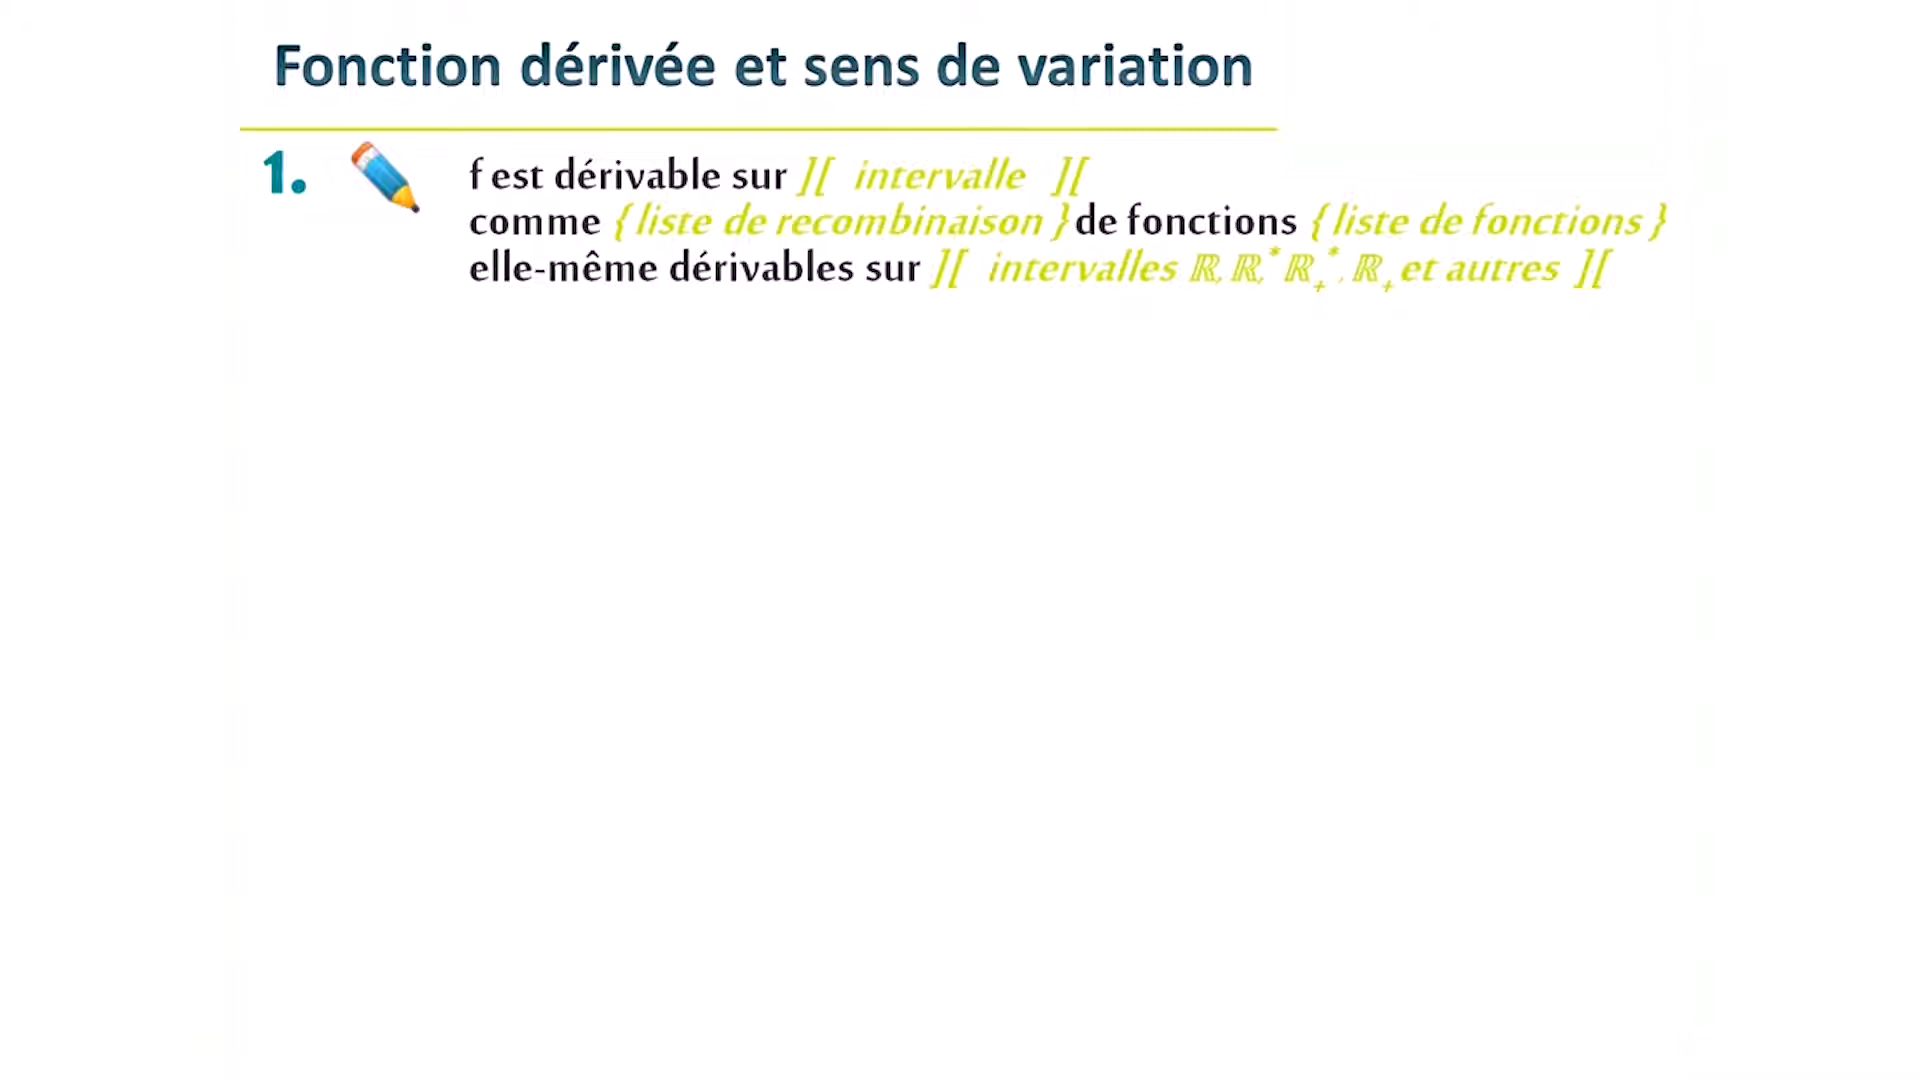 Fonction dérivée et sens de variation
1. f est dérivable sur ][ intervalle ][
comme { liste de recombinaison } de fonctions { liste de fonctions }
elle-même dérivables sur ][ intervalles ℝ, ℝ,* ℝ₊*, ℝ₊ et autres ][